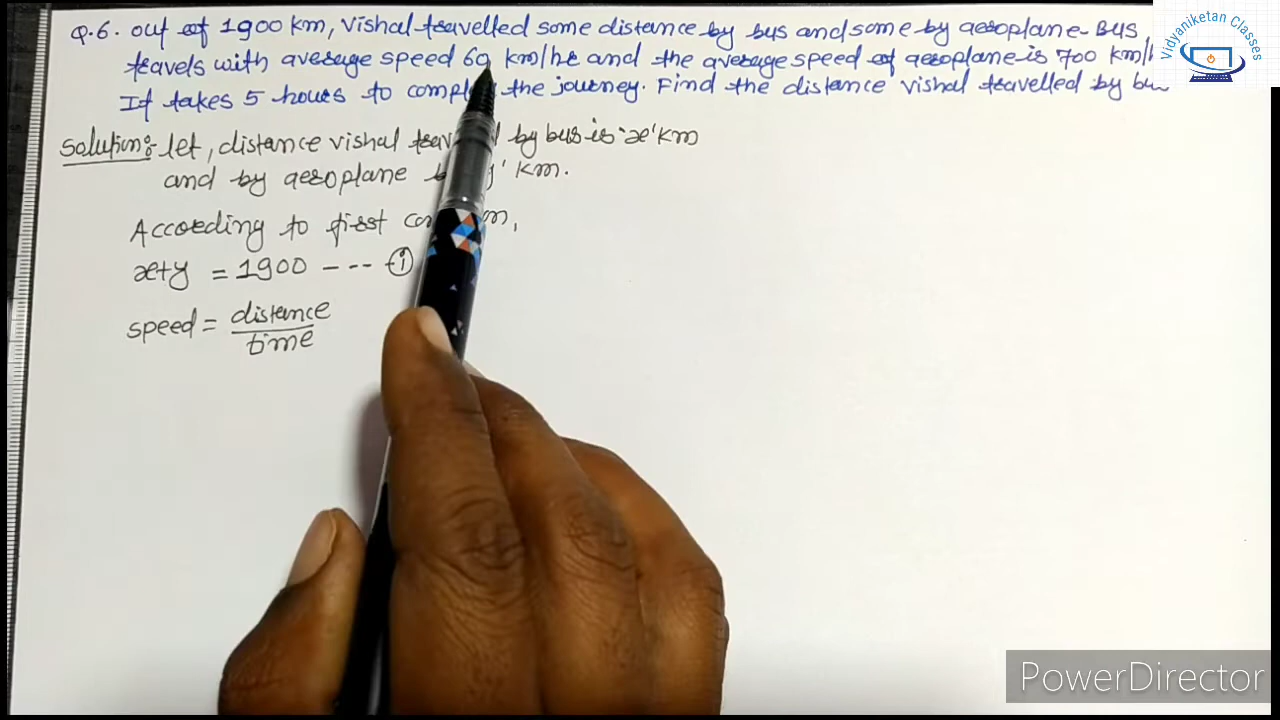 Q.6. Out of 1900 km, Vishal travelled some distance by bus and some by aeroplane. Bus
travels with average speed 60 km/hr and the average speed of aeroplane is 700 km/h
It takes 5 hours to the journey. Find the distance Vishal travelled by bu
Solution:- let, distance vishal by bus is 'x' km
and by aeroplane y' km.
According to first
x+y = 1900 --- (i)
speed = distance
time
Vidyaniketan Classes
PowerDirector